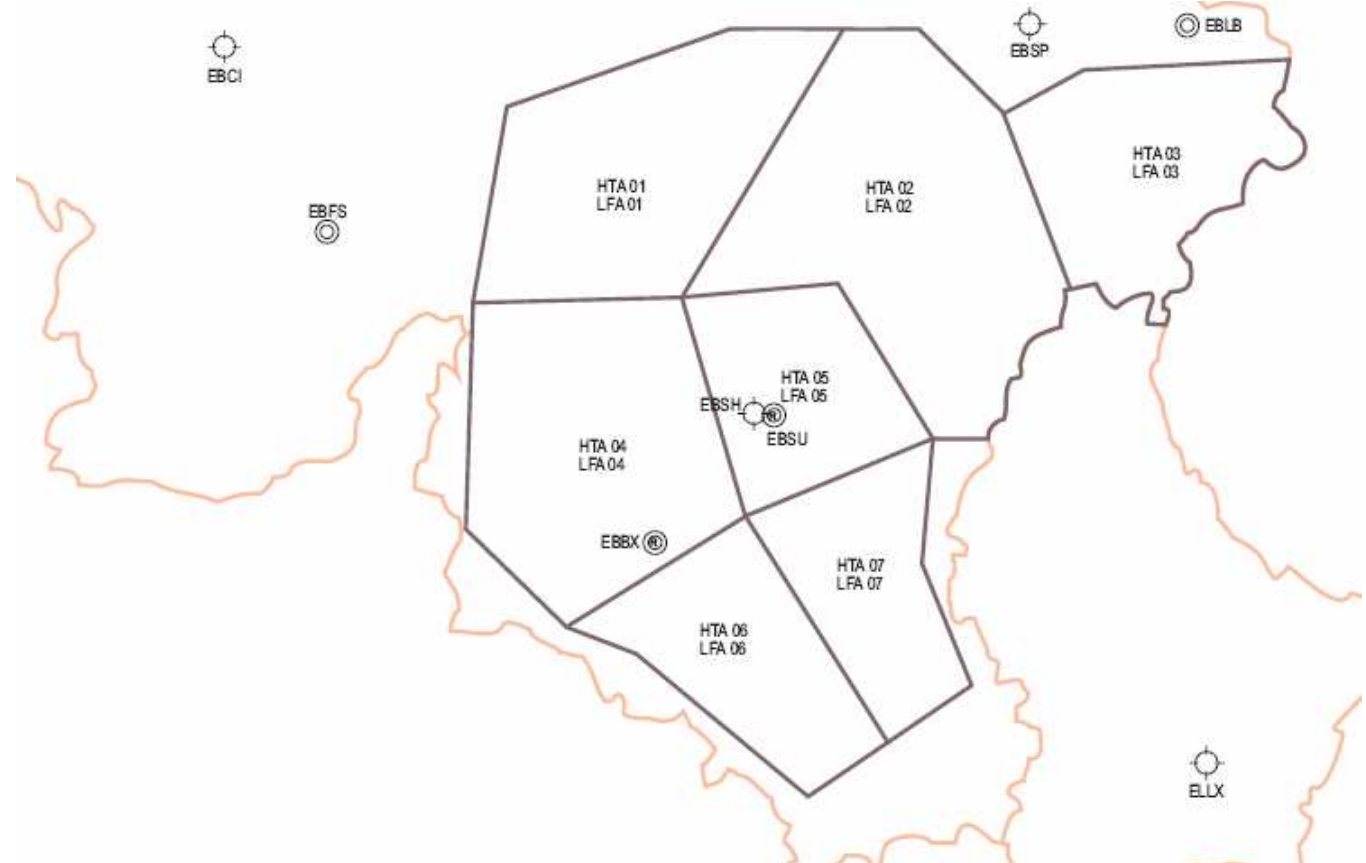 EBCI
EBSP
EBLB
HTA 03
LFA 03
HTA 01
LFA 01
HTA 02
LFA 02
EBFS
HTA 05
LFA 05
EBSH
EBSU
HTA 04
LFA 04
EBBX
HTA 07
LFA 07
HTA 06
LFA 06
ELLX